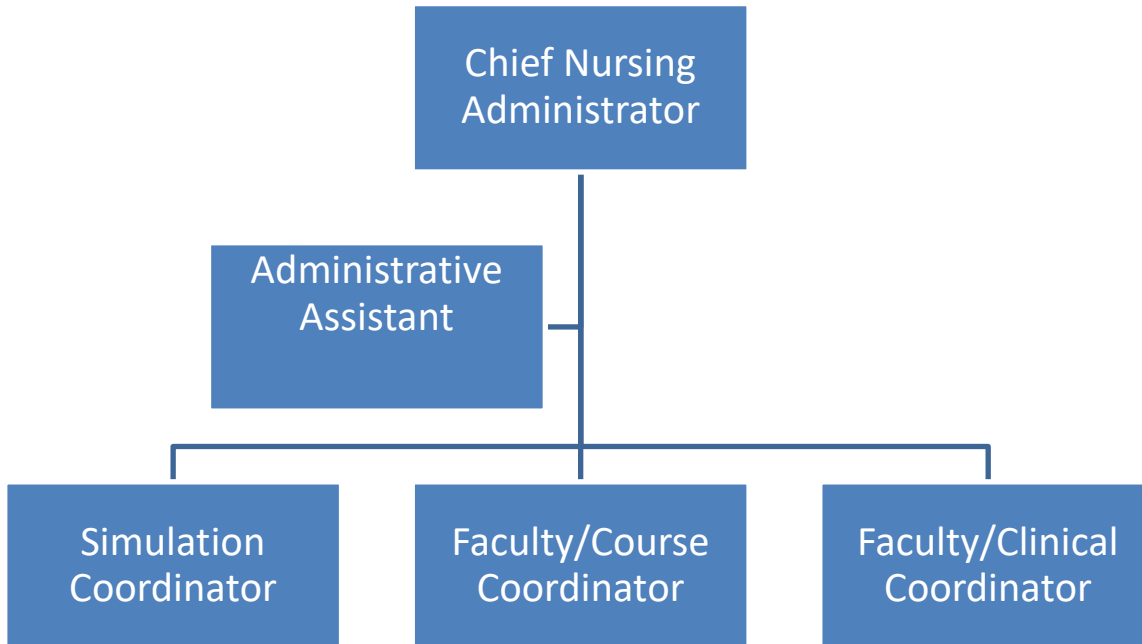 Chief Nursing
Administrator
Administrative
Assistant
Simulation
Coordinator
Faculty/Course
Coordinator
Faculty/Clinical
Coordinator